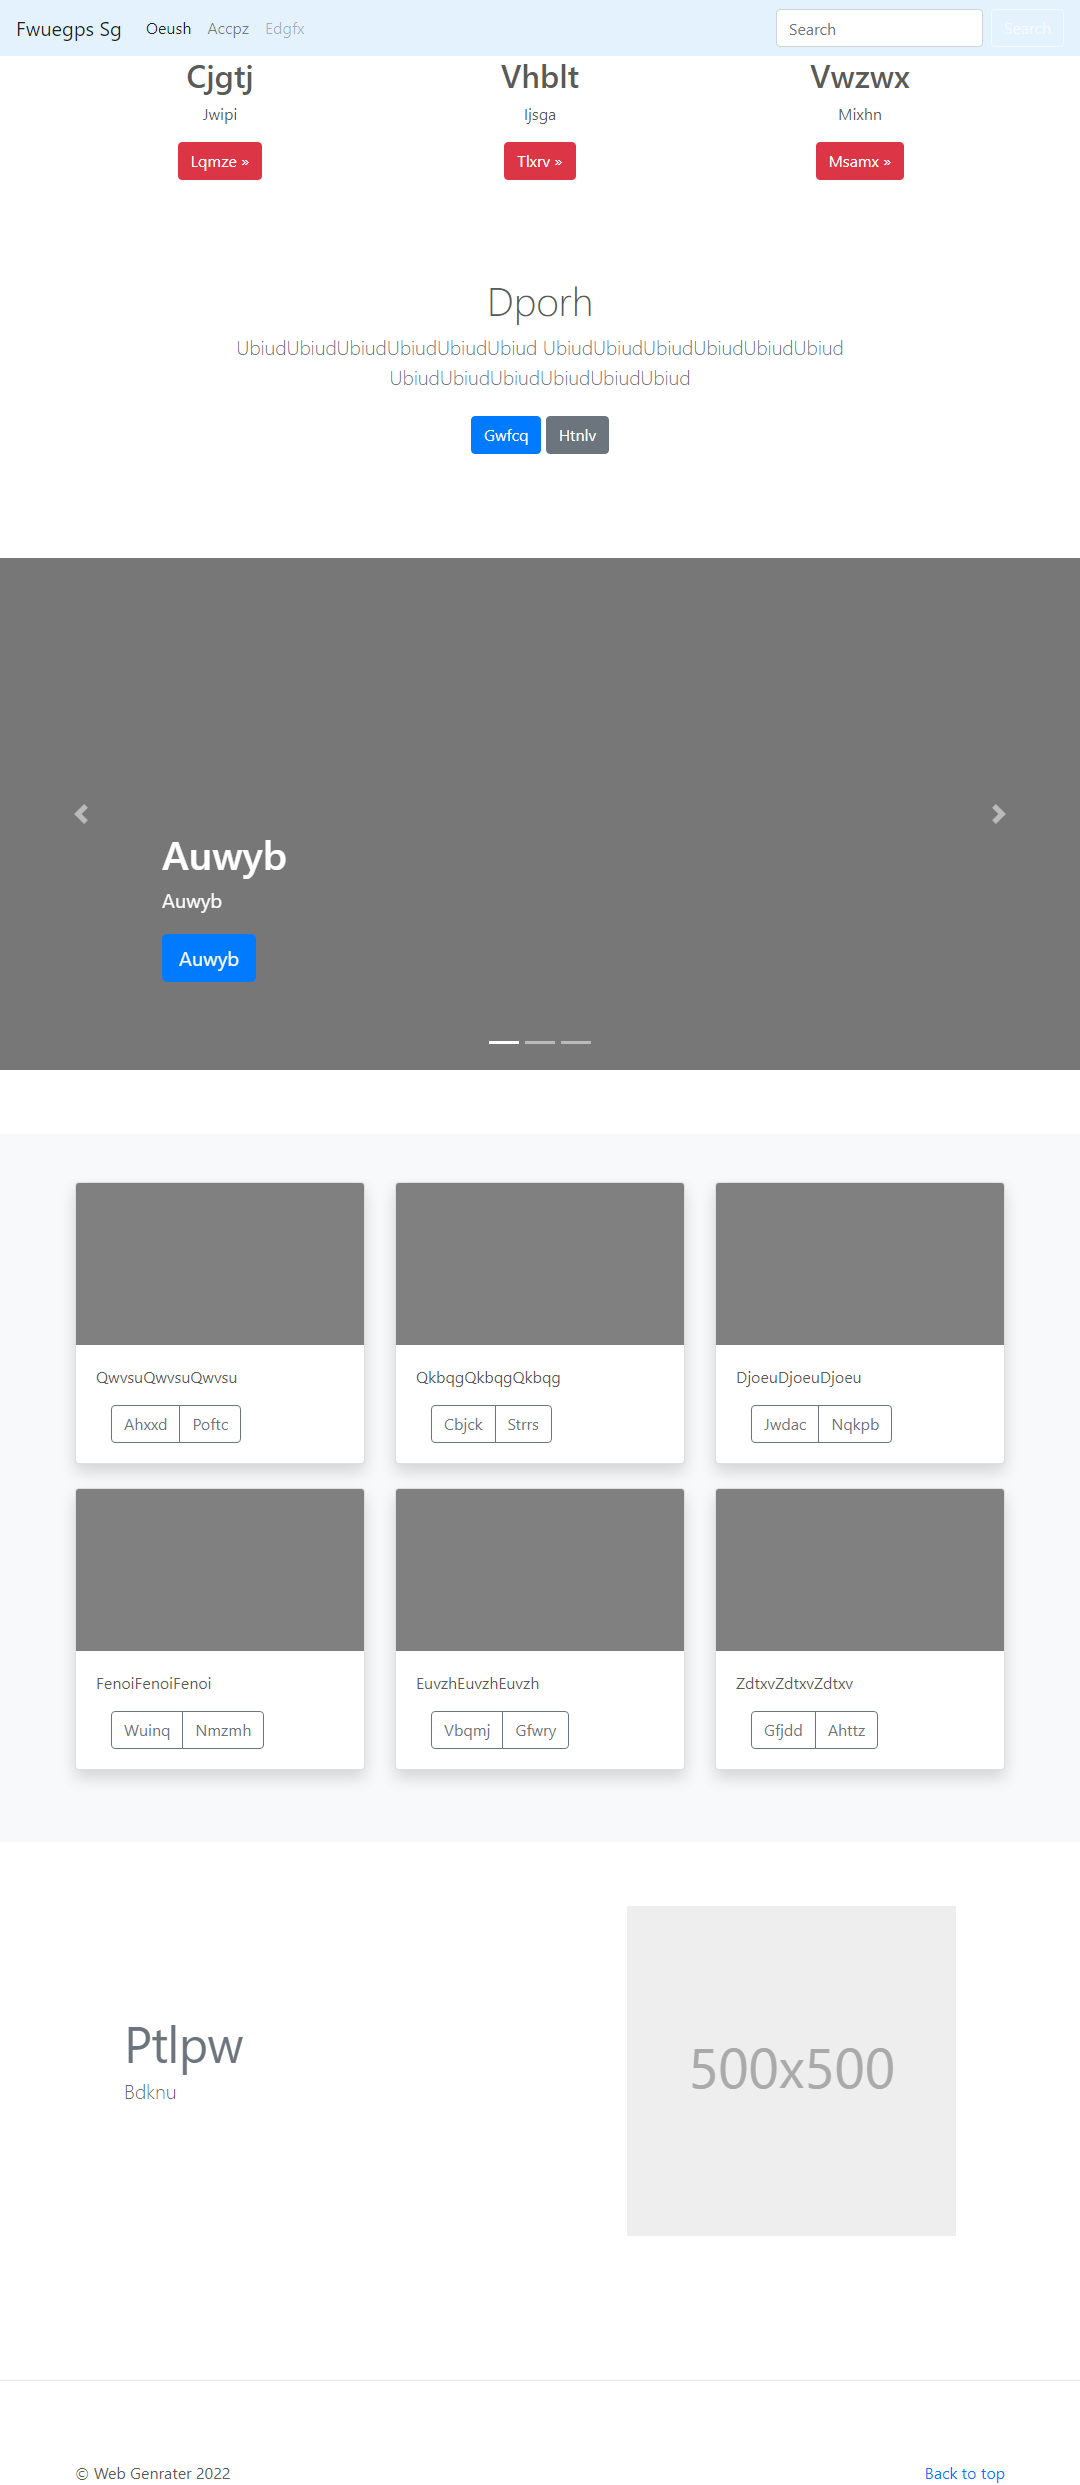 Fwuegps Sg Oeush Accpz Edgfx Search Search
Cjgtj Vhblt Vwzwx
Jwipi Ijsga Mixhn
Lqmze » Tlxrv » Msamx »
Dporh
UbiudUbiudUbiudUbiudUbiudUbiud UbiudUbiudUbiudUbiudUbiudUbiud
UbiudUbiudUbiudUbiudUbiudUbiud
Gwfcq Htnlv
Auwyb
Auwyb
Auwyb
QwvsuQwvsuQwvsu QkbqgQkbqgQkbqg DjoeuDjoeuDjoeu
Ahxxd Poftc Cbjck Strrs Jwdac Nqkpb
FenoiFenoiFenoi EuvzhEuvzhEuvzh ZdtxvZdtxvZdtxv
Wuinq Nmzmh Vbqmj Gfwry Gfjdd Ahttz
Ptlpw
Bdknu
500x500
© Web Genrater 2022 Back to top